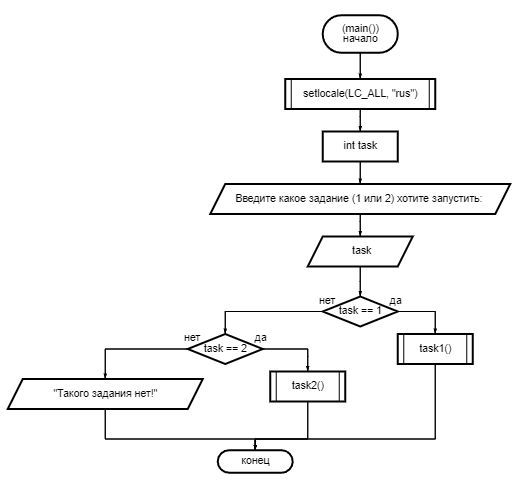 (main())
начало
setlocale(LC_ALL, "rus")
int task
Введите какое задание (1 или 2) хотите запустить:
task
нет
task == 1
да
нет
task == 2
да
task1()
"Такого задания нет!"
task2()
конец